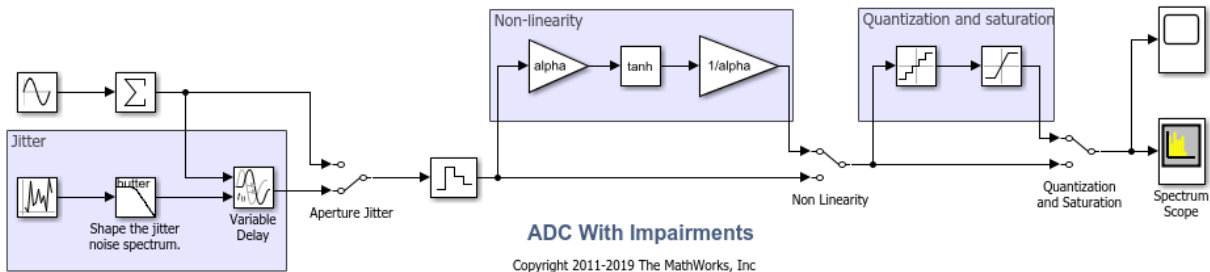 Non-linearity
alpha
tanh
1/alpha
Quantization and saturation
Σ
Jitter
butter
Shape the jitter
noise spectrum.
Variable
Delay
Aperture Jitter
Non Linearity
Quantization
and Saturation
Spectrum
Scope
ADC With Impairments
Copyright 2011-2019 The MathWorks, Inc